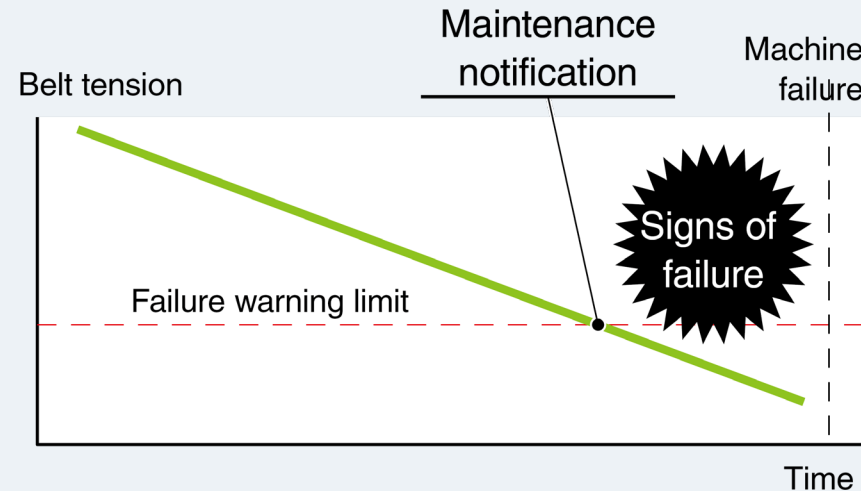 Maintenance
notification
Machine
failure
Belt tension
Signs of
failure
Failure warning limit
Time